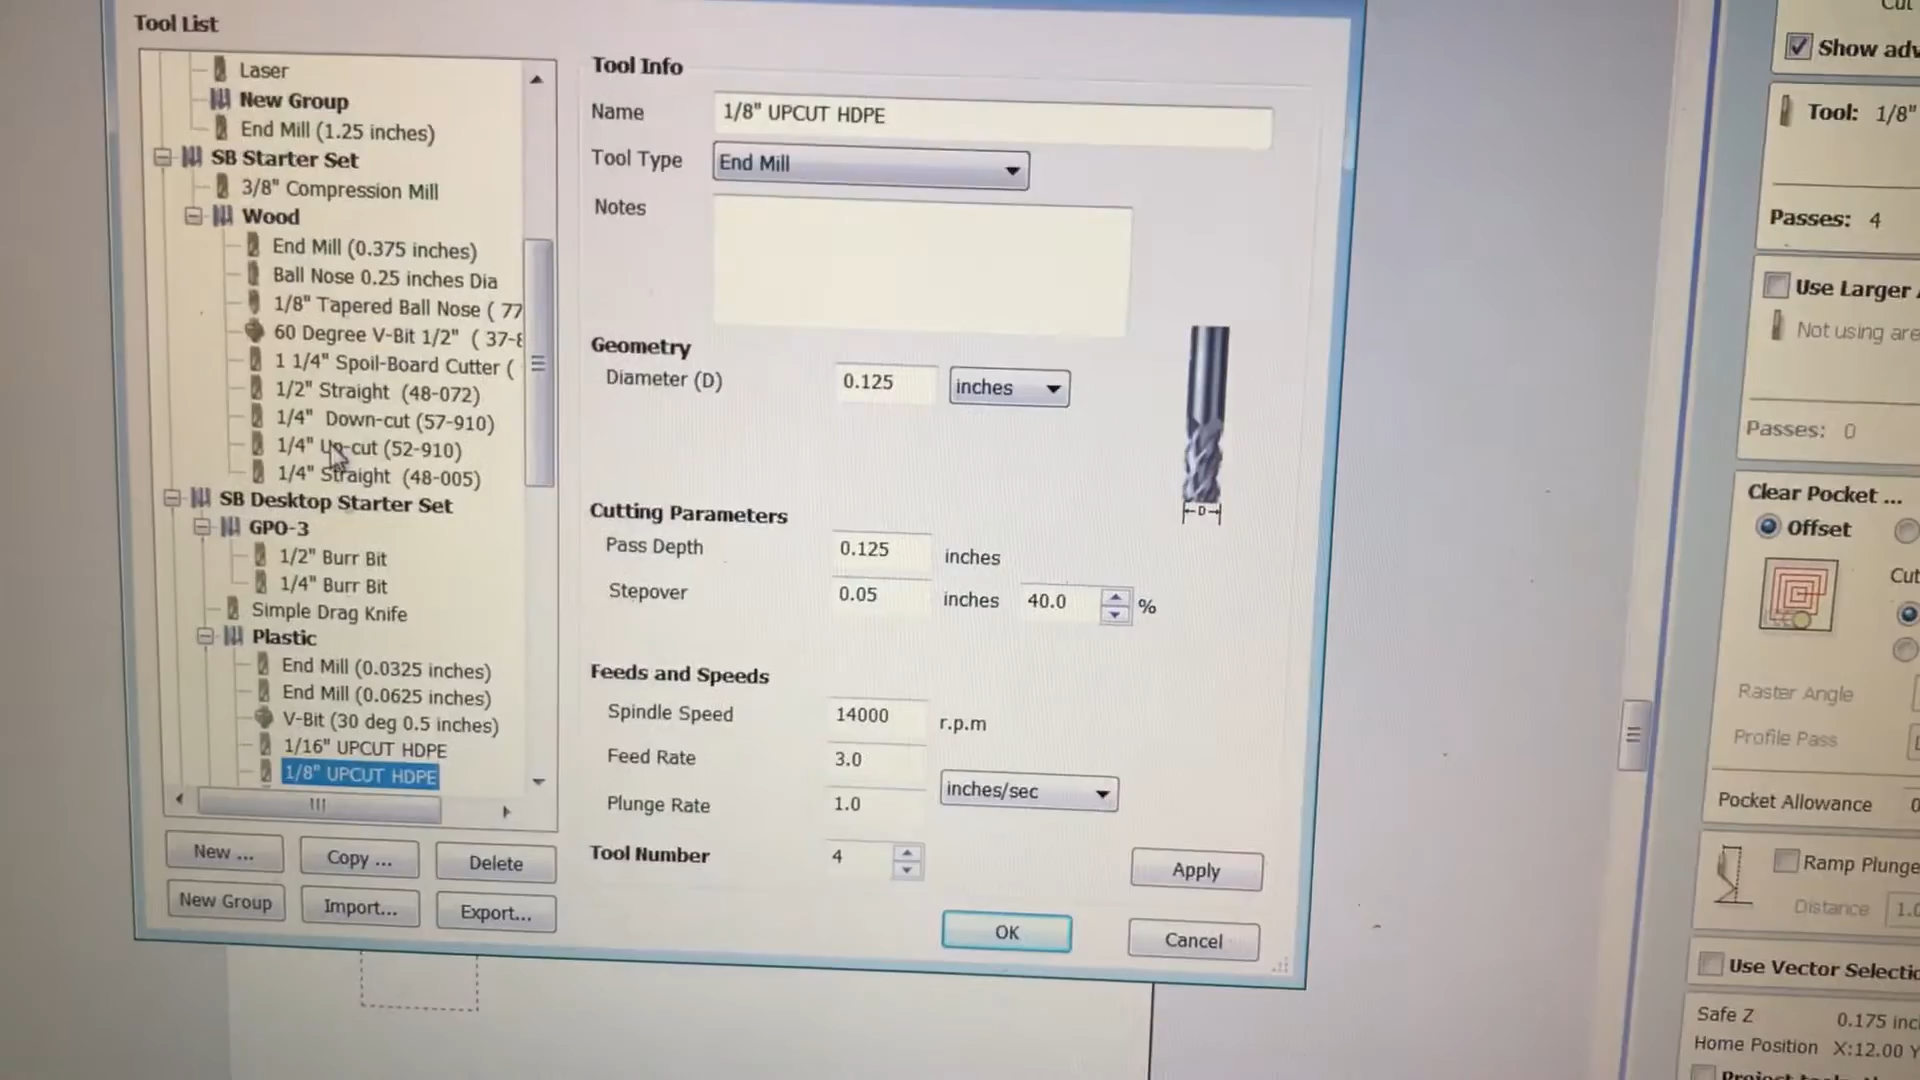 Tool List
Laser
New Group
End Mill (1.25 inches)
SB Starter Set
3/8" Compression Mill
Wood
End Mill (0.375 inches)
Ball Nose 0.25 inches Dia
1/8" Tapered Ball Nose ( 77
60 Degree V-Bit 1/2" ( 37-8
1 1/4" Spoil-Board Cutter (
1/2" Straight (48-072)
1/4" Down-cut (57-910)
1/4" Up-cut (52-910)
1/4" Straight (48-005)
SB Desktop Starter Set
GPO-3
1/2" Burr Bit
1/4" Burr Bit
Simple Drag Knife
Plastic
End Mill (0.0325 inches)
End Mill (0.0625 inches)
V-Bit (30 deg 0.5 inches)
1/16" UPCUT HDPE
1/8" UPCUT HDPE
New ...
Copy ...
Delete
New Group
Import...
Export...
Tool Info
Name 1/8" UPCUT HDPE
Tool Type End Mill
Notes
Geometry
Diameter (D) 0.125 inches
D
Cutting Parameters
Pass Depth 0.125 inches
Stepover 0.05 inches 40.0 %
Feeds and Speeds
Spindle Speed 14000 r.p.m
Feed Rate 3.0
inches/sec
Plunge Rate 1.0
Tool Number 4
Apply
OK
Cancel
Cut
Show adv
Tool: 1/8"
Passes: 4
Use Larger
Not using are
Passes: 0
Clear Pocket ...
Offset
Cut
Raster Angle
Profile Pass
Pocket Allowance 0
Ramp Plunge
Distance 1.0
Use Vector Selectio
Safe Z 0.175 inc
Home Position X:12.00 Y